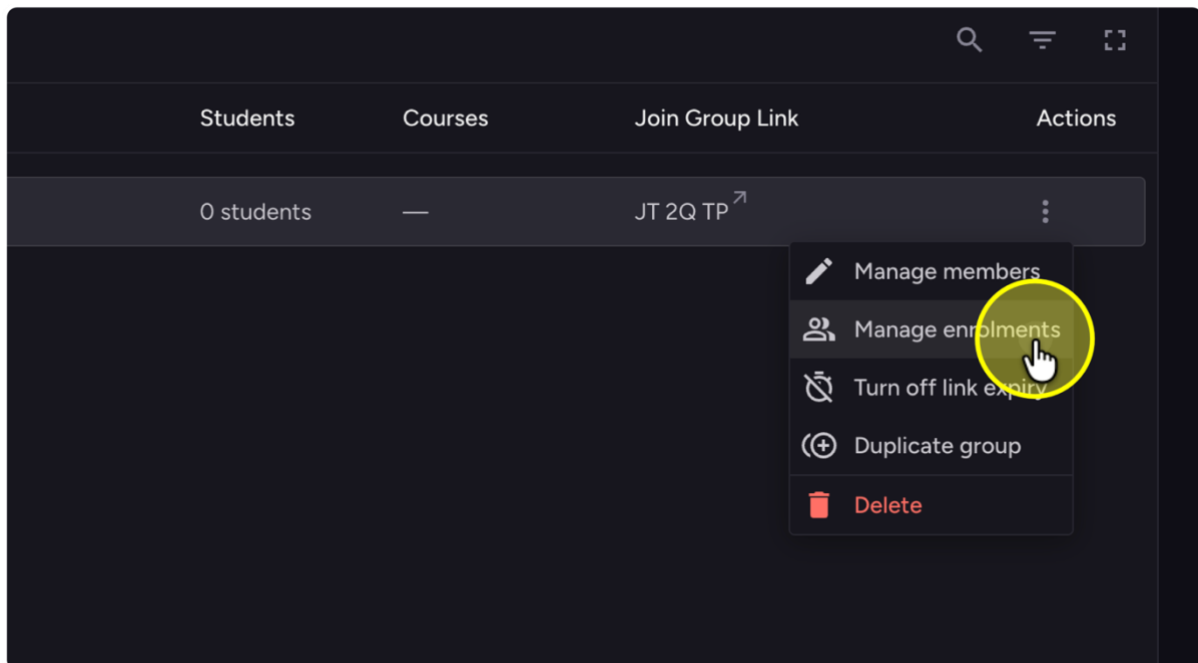 Students Courses Join Group Link Actions
0 students — JT 2Q TP
Manage members
Manage enrolments
Turn off link expiry
Duplicate group
Delete